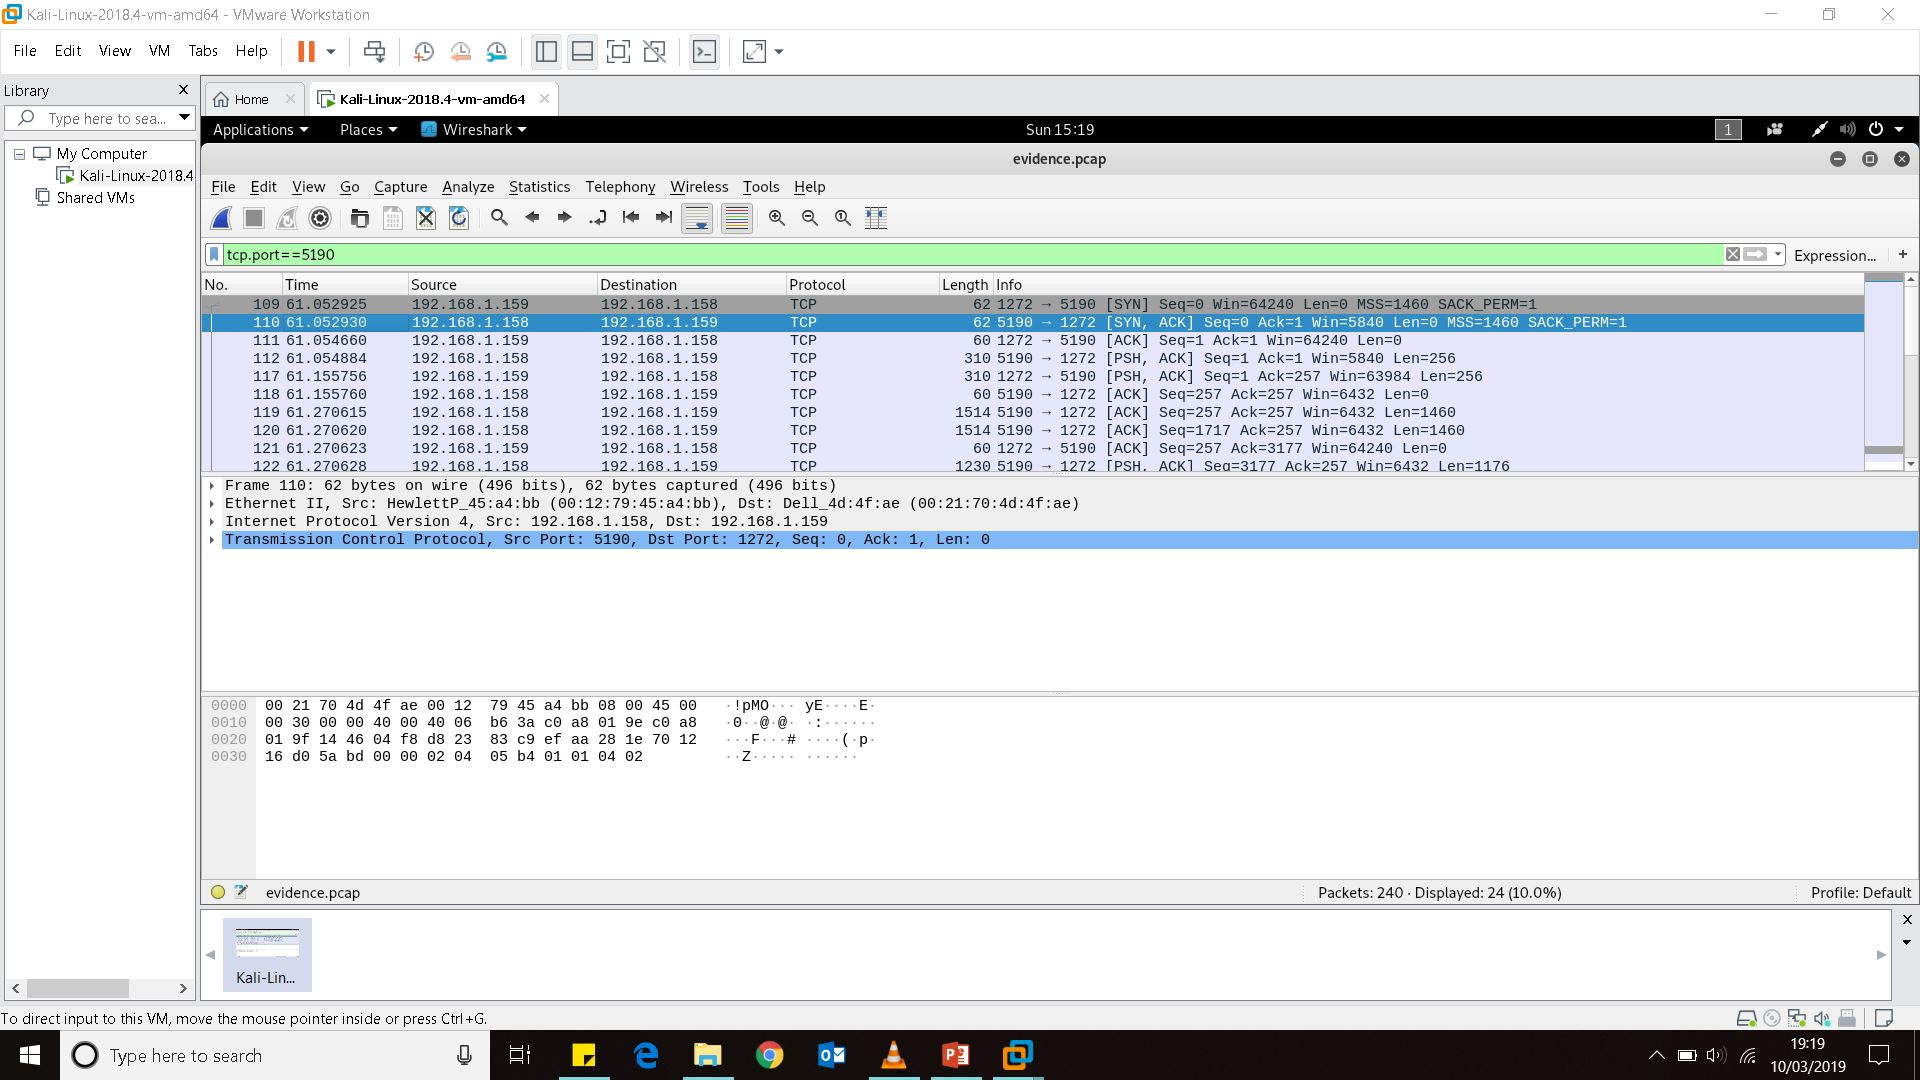 Kali-Linux-2018.4-vm-amd64 - VMware Workstation
File Edit View VM Tabs Help
Library
Type here to sea...
My Computer
Kali-Linux-2018.4
Shared VMs
Home
Kali-Linux-2018.4-vm-amd64
Applications Places Wireshark Sun 15:19 1
evidence.pcap
File Edit View Go Capture Analyze Statistics Telephony Wireless Tools Help
tcp.port==5190 Expression... +
No. Time Source Destination Protocol Length Info
109 61.052925 192.168.1.159 192.168.1.158 TCP 62 1272 → 5190 [SYN] Seq=0 Win=64240 Len=0 MSS=1460 SACK_PERM=1
110 61.052930 192.168.1.158 192.168.1.159 TCP 62 5190 → 1272 [SYN, ACK] Seq=0 Ack=1 Win=5840 Len=0 MSS=1460 SACK_PERM=1
111 61.054660 192.168.1.159 192.168.1.158 TCP 60 1272 → 5190 [ACK] Seq=1 Ack=1 Win=64240 Len=0
112 61.054884 192.168.1.158 192.168.1.159 TCP 310 5190 → 1272 [PSH, ACK] Seq=1 Ack=1 Win=5840 Len=256
117 61.155756 192.168.1.159 192.168.1.158 TCP 310 1272 → 5190 [PSH, ACK] Seq=1 Ack=257 Win=63984 Len=256
118 61.155760 192.168.1.158 192.168.1.159 TCP 60 5190 → 1272 [ACK] Seq=257 Ack=257 Win=6432 Len=0
119 61.270615 192.168.1.158 192.168.1.159 TCP 1514 5190 → 1272 [ACK] Seq=257 Ack=257 Win=6432 Len=1460
120 61.270620 192.168.1.158 192.168.1.159 TCP 1514 5190 → 1272 [ACK] Seq=1717 Ack=257 Win=6432 Len=1460
121 61.270623 192.168.1.159 192.168.1.158 TCP 60 1272 → 5190 [ACK] Seq=257 Ack=3177 Win=64240 Len=0
122 61.270628 192.168.1.158 192.168.1.159 TCP 1230 5190 → 1272 [PSH, ACK] Seq=3177 Ack=257 Win=6432 Len=1176
Frame 110: 62 bytes on wire (496 bits), 62 bytes captured (496 bits)
Ethernet II, Src: HewlettP_45:a4:bb (00:12:79:45:a4:bb), Dst: Dell_4d:4f:ae (00:21:70:4d:4f:ae)
Internet Protocol Version 4, Src: 192.168.1.158, Dst: 192.168.1.159
Transmission Control Protocol, Src Port: 5190, Dst Port: 1272, Seq: 0, Ack: 1, Len: 0
0000 00 21 70 4d 4f ae 00 12 79 45 a4 bb 08 00 45 00 ·!pMO··· yE····E·
0010 00 30 00 00 40 00 40 06 b6 3a c0 a8 01 9e c0 a8 ·0··@·@· ·:······
0020 01 9f 14 46 04 f8 d8 23 83 c9 ef aa 28 1e 70 12 ···F···# ····(·p·
0030 16 d0 5a bd 00 00 02 04 05 b4 01 01 04 02 ··Z····· ······
evidence.pcap Packets: 240 · Displayed: 24 (10.0%) Profile: Default
Kali-Lin...
To direct input to this VM, move the mouse pointer inside or press Ctrl+G.
Type here to search
19:19
10/03/2019